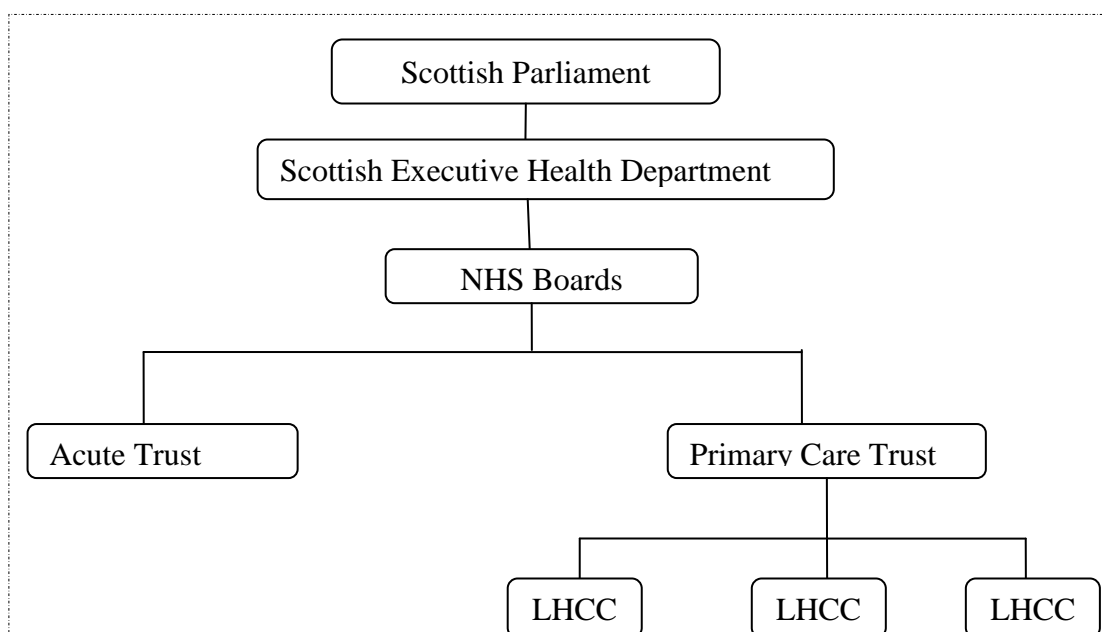 Scottish Parliament
Scottish Executive Health Department
NHS Boards
Acute Trust
Primary Care Trust
LHCC
LHCC
LHCC